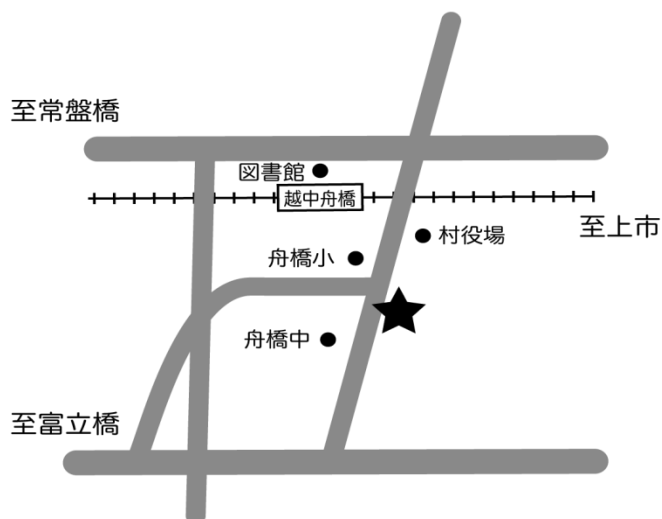 至常盤橋
図書館
越中舟橋
至上市
村役場
舟橋小
舟橋中
至富立橋